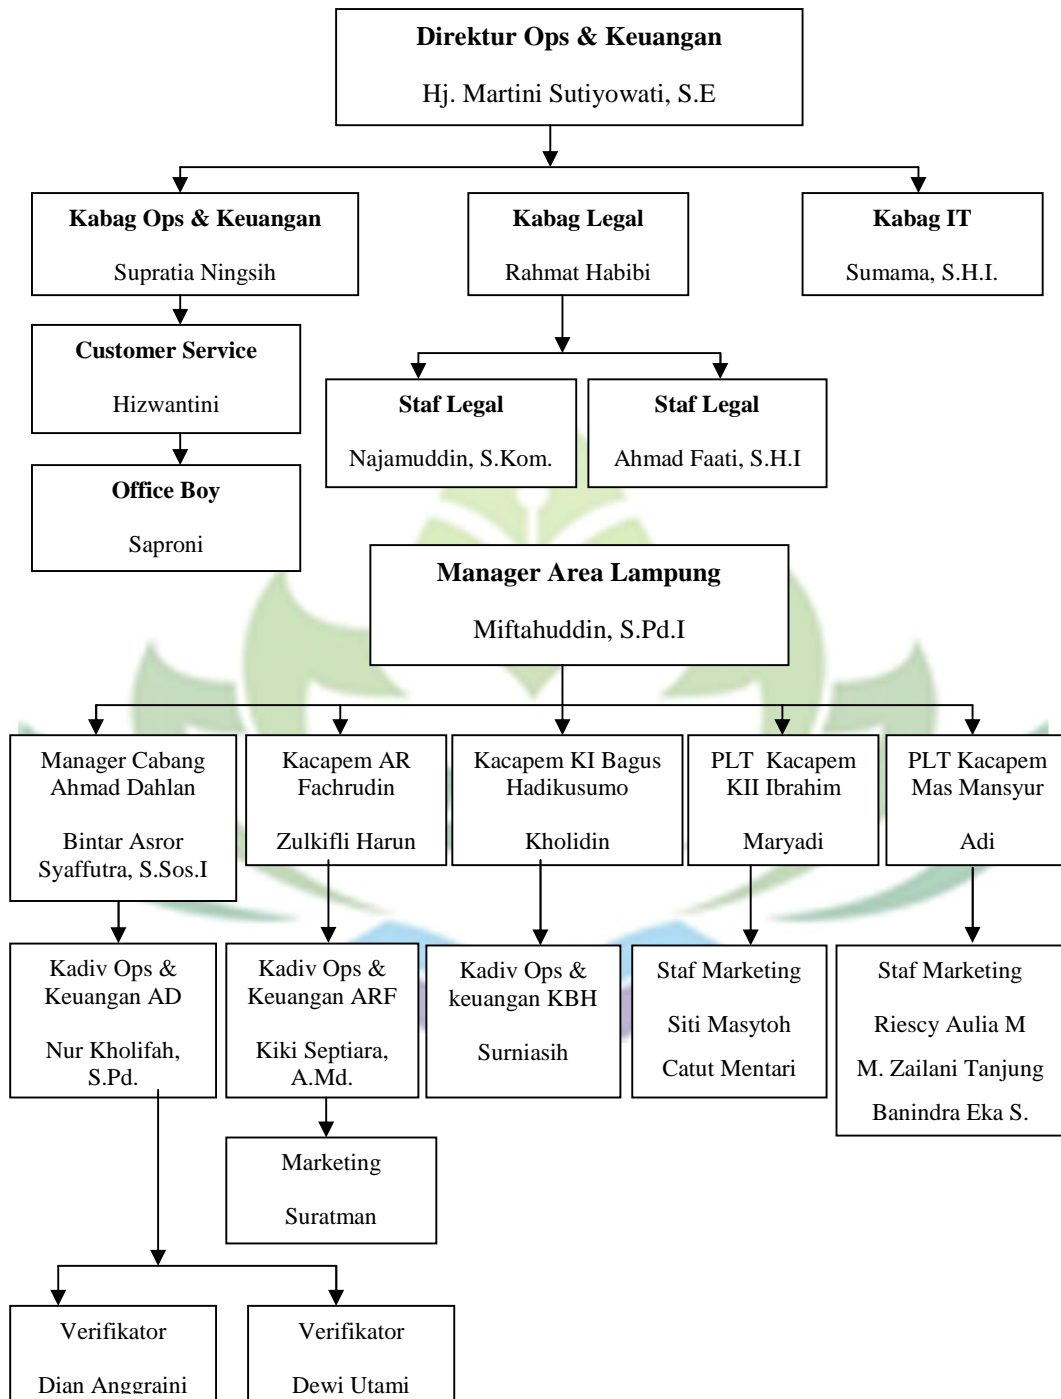 Direktur Ops & Keuangan
Hj. Martini Sutiyowati, S.E
Kabag Ops & Keuangan
Supratia Ningsih
Kabag Legal
Rahmat Habibi
Kabag IT
Sumama, S.H.I.
Customer Service
Hizwantini
Staf Legal
Najamuddin, S.Kom.
Staf Legal
Ahmad Faati, S.H.I
Office Boy
Saproni
Manager Area Lampung
Miftahuddin, S.Pd.I
Manager Cabang
Ahmad Dahlan
Bintar Asror
Syaffutra, S.Sos.I
Kacapem AR
Fachrudin
Zulkifli Harun
Kacapem KI Bagus
Hadikusumo
Kholidin
PLT Kacapem
KII Ibrahim
Maryadi
PLT Kacapem
Mas Mansyur
Adi
Kadiv Ops &
Keuangan AD
Nur Kholifah,
S.Pd.
Kadiv Ops &
Keuangan ARF
Kiki Septiara,
A.Md.
Kadiv Ops &
keuangan KBH
Surniasih
Staf Marketing
Siti Masytoh
Catut Mentari
Staf Marketing
Riescy Aulia M
M. Zailani Tanjung
Banindra Eka S.
Marketing
Suratman
Verifikator
Dian Anggraini
Verifikator
Dewi Utami